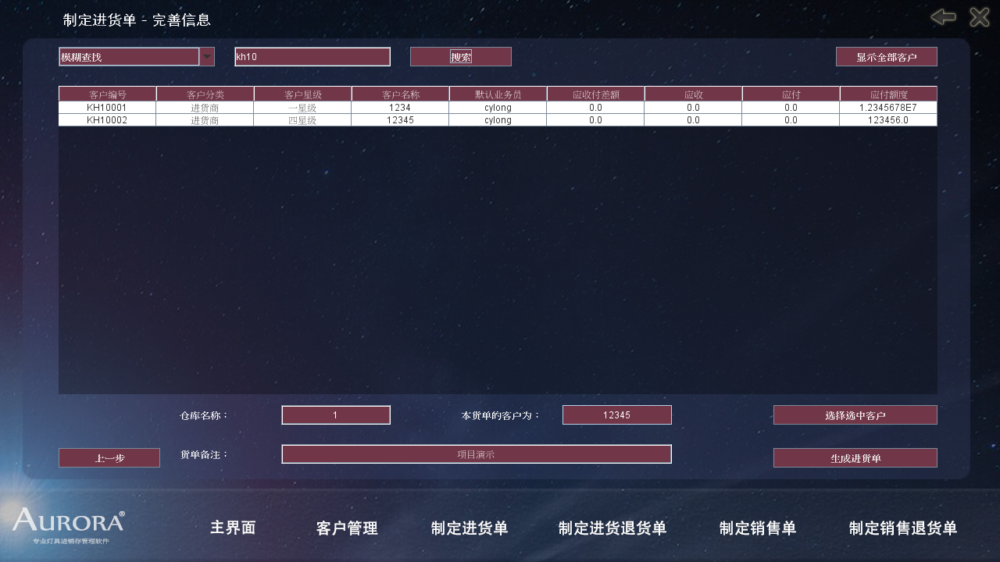 制定进货单 - 完善信息
模糊查找 kh10 搜索 显示全部客户
客户编号 客户分类 客户星级 客户名称 默认业务员 应收付差额 应收 应付 应付额度
KH10001 进货商 一星级 1234 cylong 0.0 0.0 0.0 1.2345678E7
KH10002 进货商 四星级 12345 cylong 0.0 0.0 0.0 123456.0
仓库名称： 1 本货单的客户为： 12345 选择选中客户
上一步 货单备注： 项目演示 生成进货单
AURORA®
专业灯具进销存管理软件
主界面 客户管理 制定进货单 制定进货退货单 制定销售单 制定销售退货单